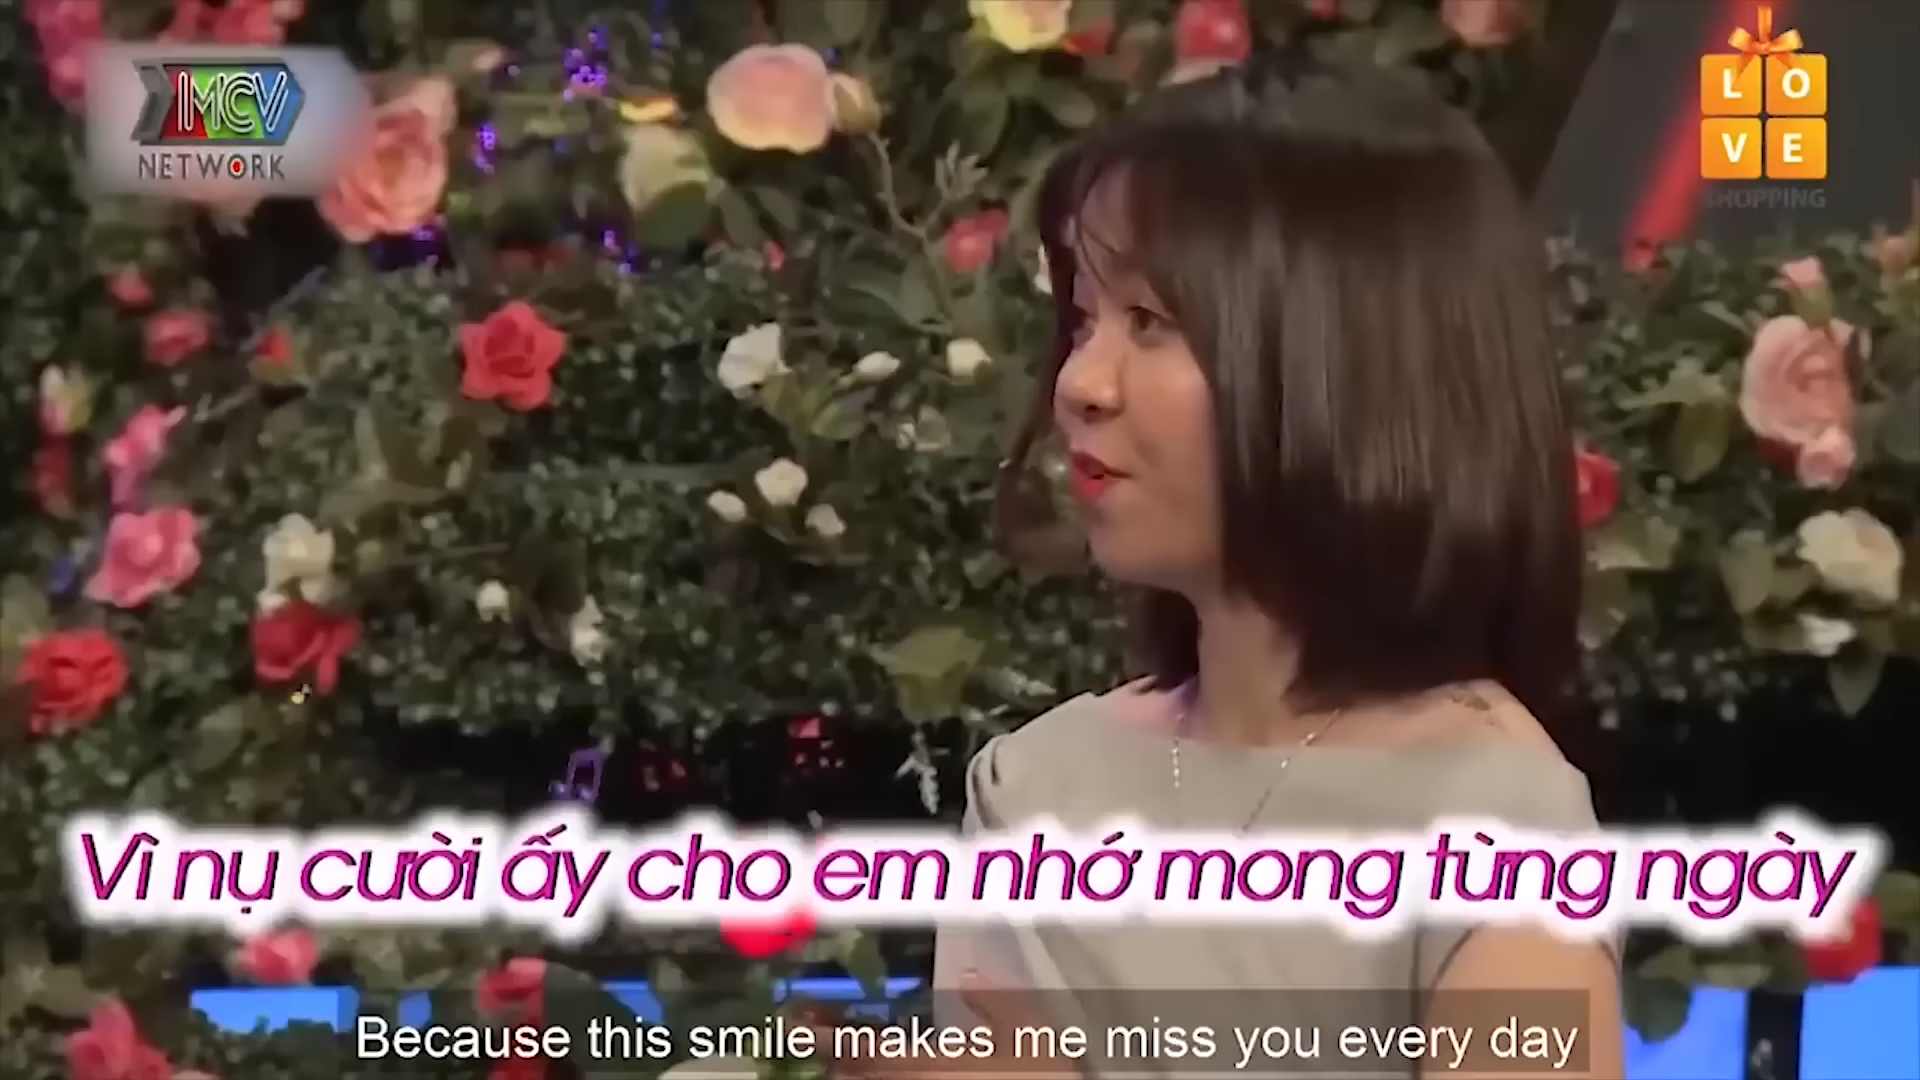 MCV
NETWORK
L O
V E
SHOPPING
Vì nụ cười ấy cho em nhớ mong từng ngày
Because this smile makes me miss you every day